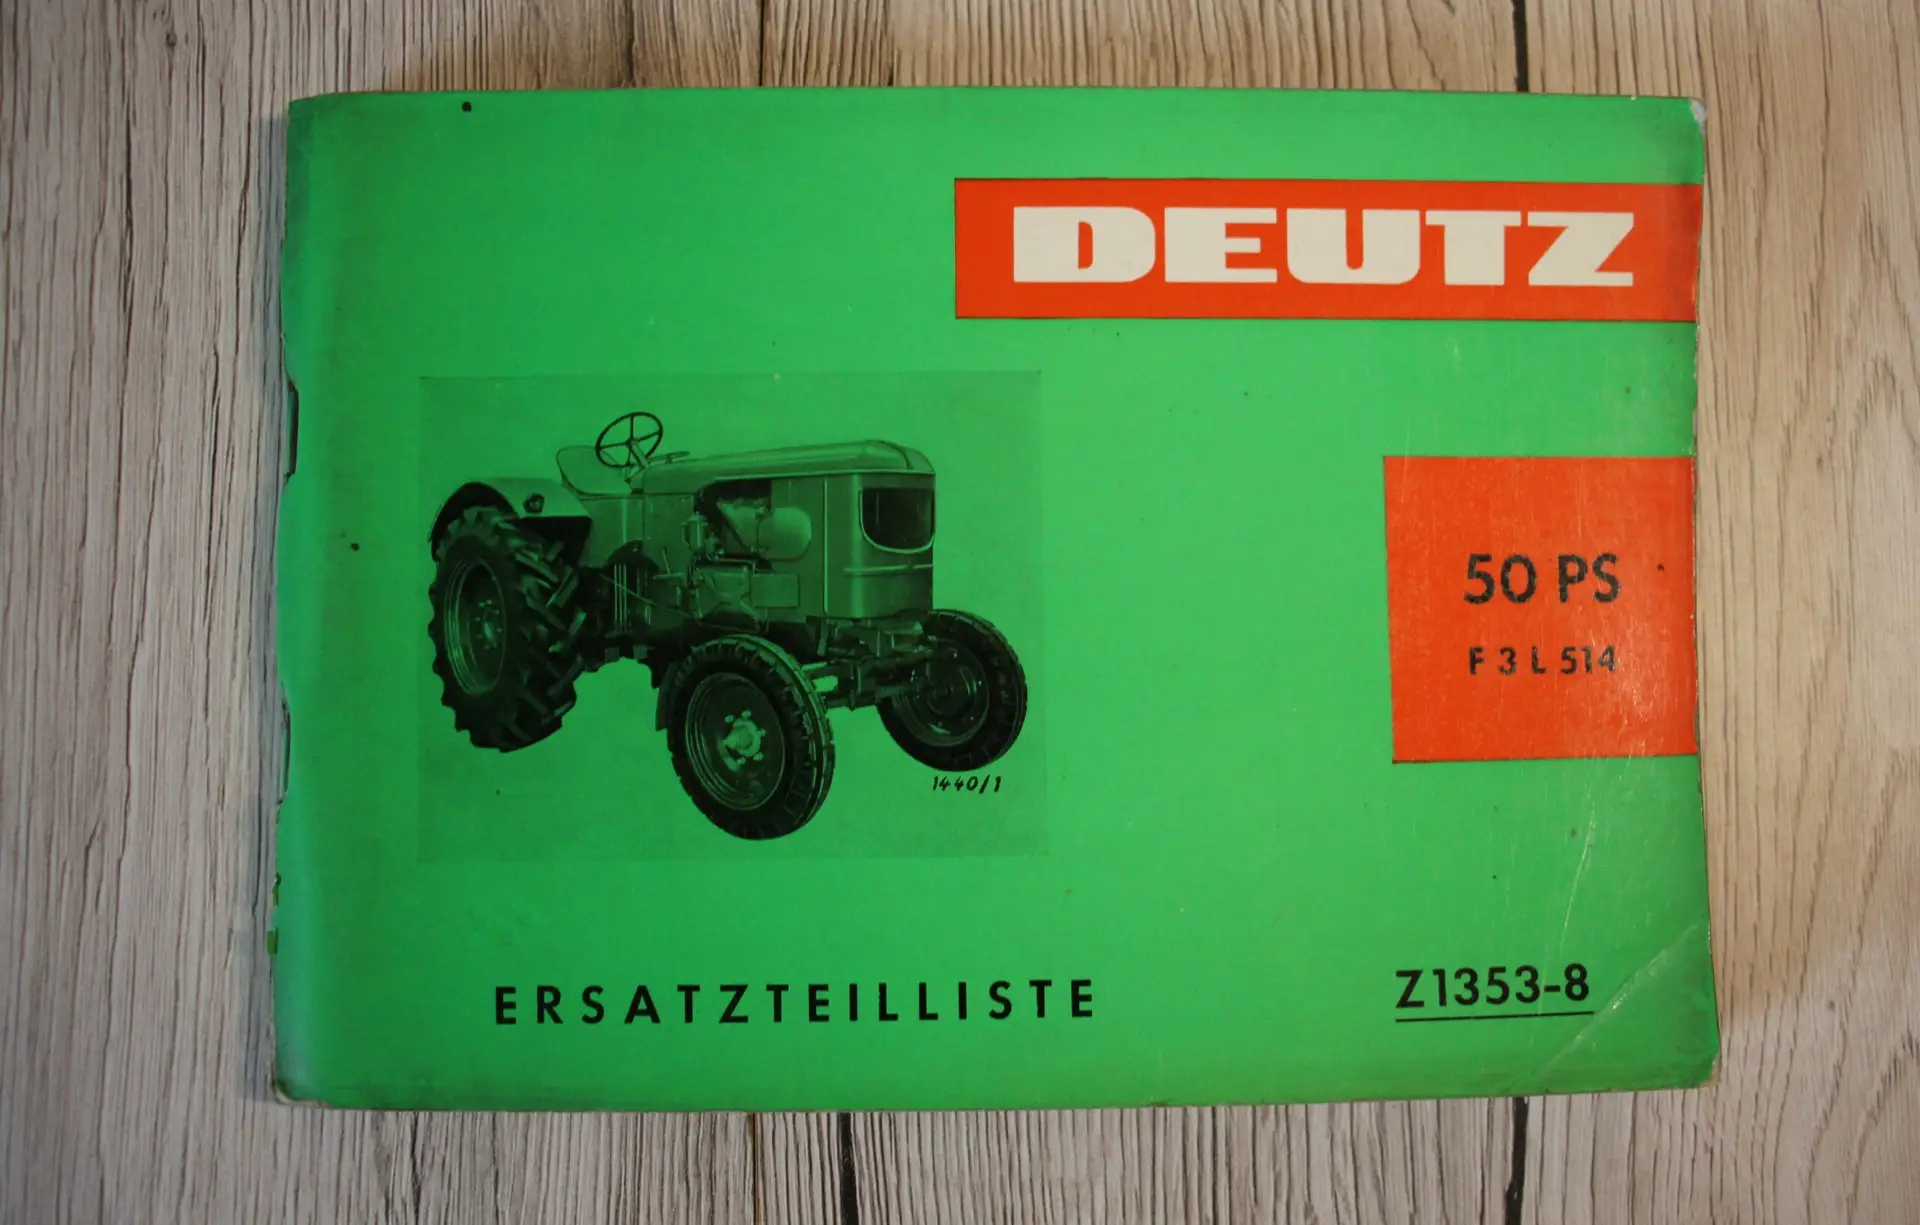 DEUTZ
50 PS
F 3 L 514
1440/1
ERSATZTEILLISTE
Z1353-8